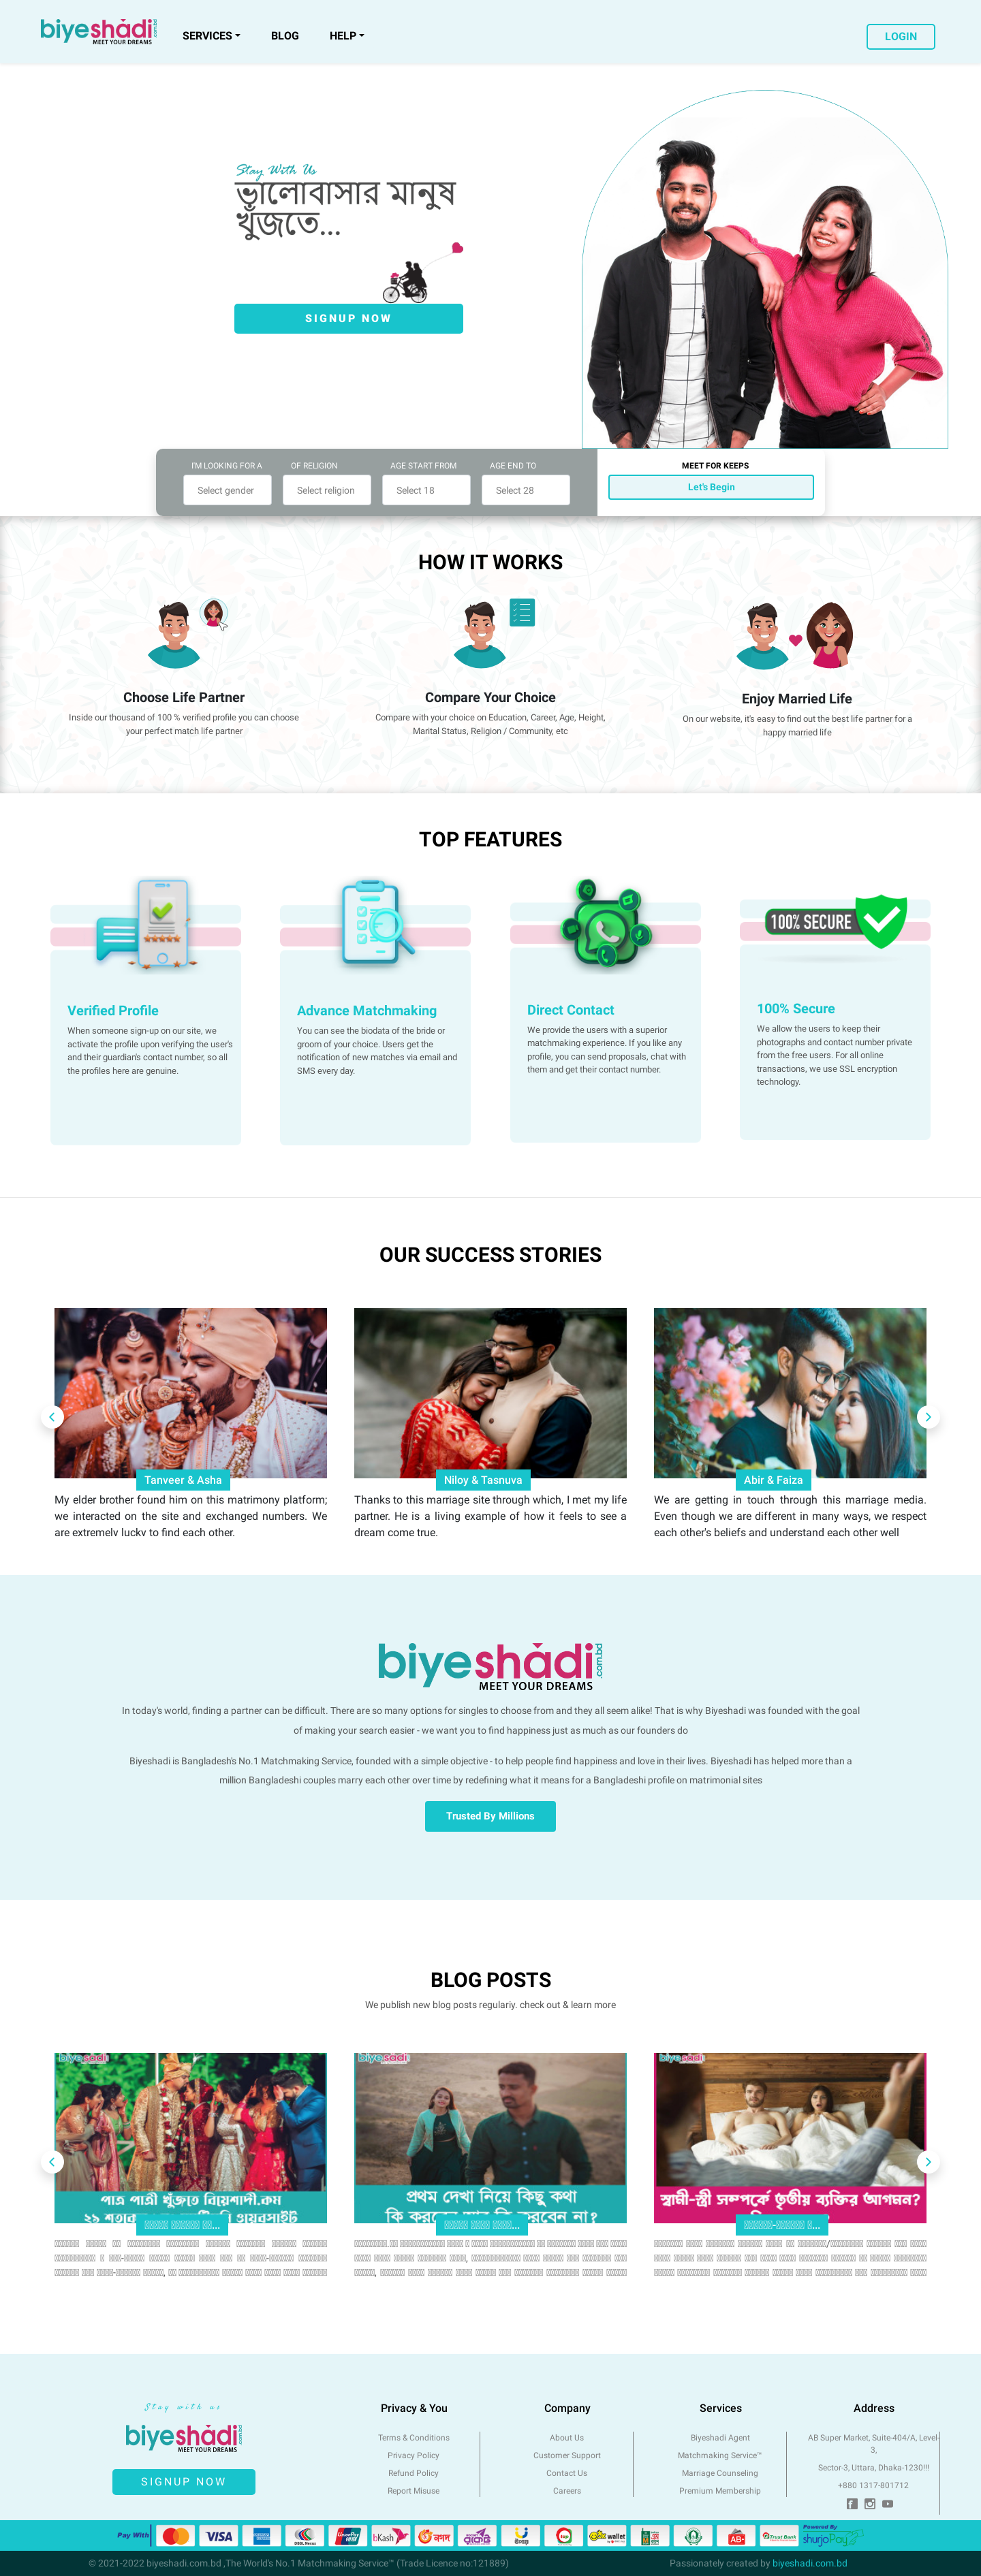 biyeshadi.com.bd
MEET YOUR DREAMS
SERVICES
BLOG
HELP
LOGIN
Stay With Us
ভালোবাসার মানুষ
খুঁজতে...
SIGNUP NOW
I'M LOOKING FOR A
OF RELIGION
AGE START FROM
AGE END TO
MEET FOR KEEPS
Select gender
Select religion
Select 18
Select 28
Let's Begin
HOW IT WORKS
Choose Life Partner
Inside our thousand of 100 % verified profile you can choose
your perfect match life partner
Compare Your Choice
Compare with your choice on Education, Career, Age, Height,
Marital Status, Religion / Community, etc
Enjoy Married Life
On our website, it's easy to find out the best life partner for a
happy married life
TOP FEATURES
Verified Profile
When someone sign-up on our site, we
activate the profile upon verifying the user's
and their guardian's contact number, so all
the profiles here are genuine.
Advance Matchmaking
You can see the biodata of the bride or
groom of your choice. Users get the
notification of new matches via email and
SMS every day.
Direct Contact
We provide the users with a superior
matchmaking experience. If you like any
profile, you can send proposals, chat with
them and get their contact number.
100% SECURE
100% Secure
We allow the users to keep their
photographs and contact number private
from the free users. For all online
transactions, we use SSL encryption
technology.
OUR SUCCESS STORIES
Tanveer & Asha
My elder brother found him on this matrimony platform;
we interacted on the site and exchanged numbers. We
are extremely lucky to find each other.
Niloy & Tasnuva
Thanks to this marriage site through which, I met my life
partner. He is a living example of how it feels to see a
dream come true.
Abir & Faiza
We are getting in touch through this marriage media.
Even though we are different in many ways, we respect
each other's beliefs and understand each other well
biyeshadi.com.bd
MEET YOUR DREAMS
In today's world, finding a partner can be difficult. There are so many options for singles to choose from and they all seem alike! That is why Biyeshadi was founded with the goal
of making your search easier - we want you to find happiness just as much as our founders do
Biyeshadi is Bangladesh's No.1 Matchmaking Service, founded with a simple objective - to help people find happiness and love in their lives. Biyeshadi has helped more than a
million Bangladeshi couples marry each other over time by redefining what it means for a Bangladeshi profile on matrimonial sites
Trusted By Millions
BLOG POSTS
We publish new blog posts regulariy. check out & learn more
biyeshadi
পাত্র পাত্রী খুঁজতে বিয়েশাদী.কম
biyeshadi
প্রথম দেখা নিয়ে কিছু কথা
biyeshadi
স্বামী-স্ত্রী সম্পর্কে তৃতীয় ব্যক্তির আগমন?
Stay with us
biyeshadi.com.bd
MEET YOUR DREAMS
SIGNUP NOW
Privacy & You
Terms & Conditions
Privacy Policy
Refund Policy
Report Misuse
Company
About Us
Customer Support
Contact Us
Careers
Services
Biyeshadi Agent
Matchmaking Service™
Marriage Counseling
Premium Membership
Address
AB Super Market, Suite-404/A, Level-
3,
Sector-3, Uttara, Dhaka-1230!!!
+880 1317-801712
Pay With
VISA
bKash
নগদ
wallet
Trust Bank
Powered By
shurjoPay
© 2021-2022 biyeshadi.com.bd ,The World's No.1 Matchmaking Service™ (Trade Licence no:121889)
Passionately created by biyeshadi.com.bd